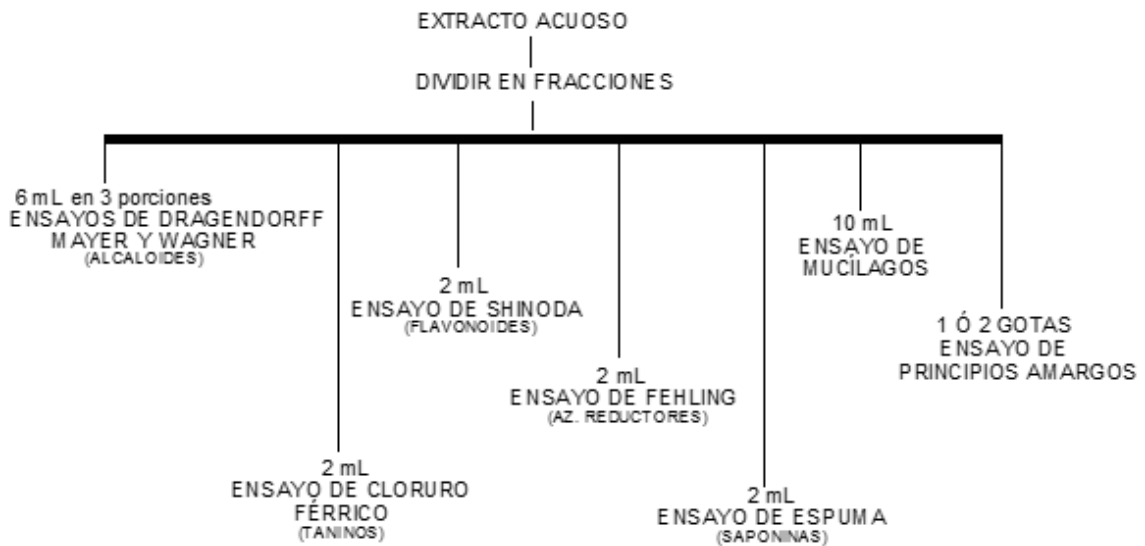 EXTRACTO ACUOSO
DIVIDIR EN FRACCIONES
6 mL en 3 porciones
ENSAYOS DE DRAGENDORFF
MAYER Y WAGNER
(ALCALOIDES)
2 mL
ENSAYO DE CLORURO
FÉRRICO
(TANINOS)
2 mL
ENSAYO DE SHINODA
(FLAVONOIDES)
2 mL
ENSAYO DE FEHLING
(AZ. REDUCTORES)
2 mL
ENSAYO DE ESPUMA
(SAPONINAS)
10 mL
ENSAYO DE
MUCÍLAGOS
1 Ó 2 GOTAS
ENSAYO DE
PRINCIPIOS AMARGOS